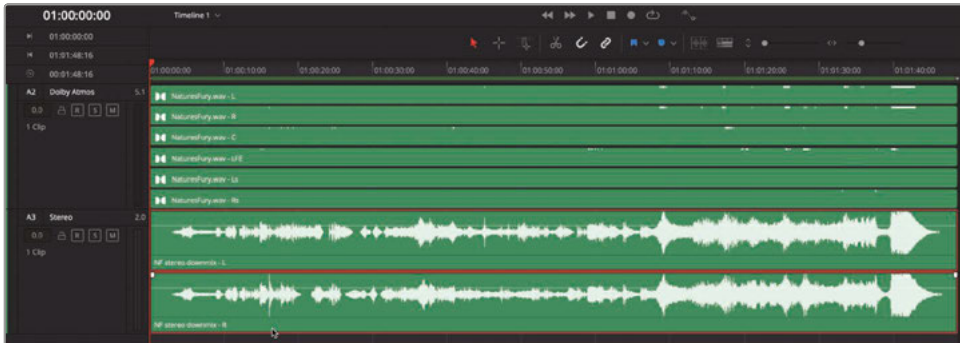 01:00:00:00 Timeline 1
01:00:00:00
01:01:48:16
00:01:48:16
01:00:00:00 01:00:10:00 01:00:20:00 01:00:30:00 01:00:40:00 01:00:50:00 01:01:00:00 01:01:10:00 01:01:20:00 01:01:30:00 01:01:40:00
A2 Dolby Atmos 5.1
0.0 R S M
1 Clip
NaturesFury.wav - L
NaturesFury.wav - R
NaturesFury.wav - C
NaturesFury.wav - LFE
NaturesFury.wav - Ls
NaturesFury.wav - Rs
A3 Stereo 2.0
0.0 R S M
1 Clip
NF stereo downmix - L
NF stereo downmix - R